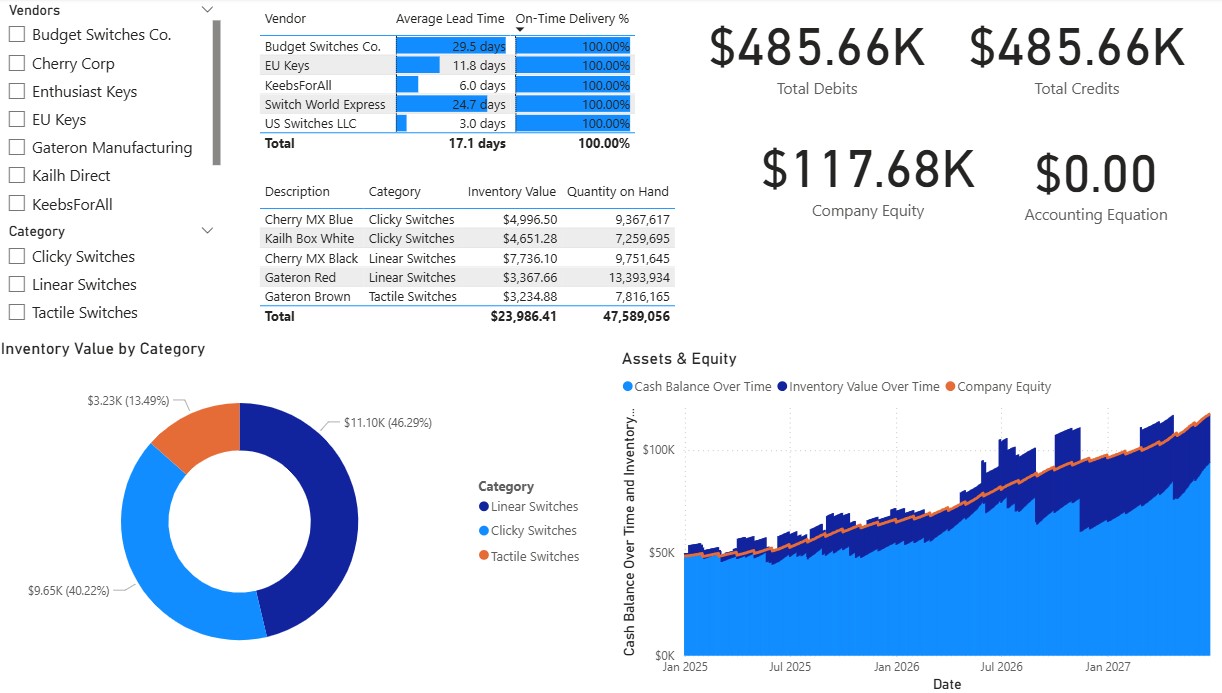 Vendors
Budget Switches Co.
Cherry Corp
Enthusiast Keys
EU Keys
Gateron Manufacturing
Kailh Direct
KeebsForAll
Category
Clicky Switches
Linear Switches
Tactile Switches
Vendor Average Lead Time On-Time Delivery %
Budget Switches Co. 29.5 days 100.00%
EU Keys 11.8 days 100.00%
KeebsForAll 6.0 days 100.00%
Switch World Express 24.7 days 100.00%
US Switches LLC 3.0 days 100.00%
Total 17.1 days 100.00%
Description Category Inventory Value Quantity on Hand
Cherry MX Blue Clicky Switches $4,996.50 9,367,617
Kailh Box White Clicky Switches $4,651.28 7,259,695
Cherry MX Black Linear Switches $7,736.10 9,751,645
Gateron Red Linear Switches $3,367.66 13,393,934
Gateron Brown Tactile Switches $3,234.88 7,816,165
Total $23,986.41 47,589,056
$485.66K
Total Debits
$485.66K
Total Credits
$117.68K
Company Equity
$0.00
Accounting Equation
Inventory Value by Category
$3.23K (13.49%)
$11.10K (46.29%)
$9.65K (40.22%)
Category
Linear Switches
Clicky Switches
Tactile Switches
Assets & Equity
Cash Balance Over Time Inventory Value Over Time Company Equity
Cash Balance Over Time and Inventory...
$100K
$50K
$0K
Jan 2025 Jul 2025 Jan 2026 Jul 2026 Jan 2027
Date